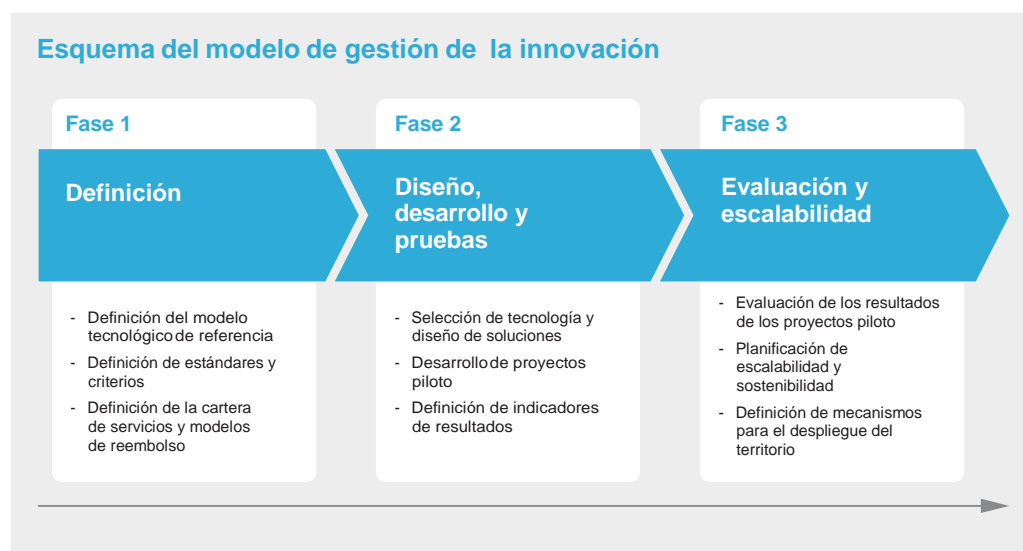 Esquema del modelo de gestión de la innovación
Fase 1
Definición
- Definición del modelo
tecnológico de referencia
- Definición de estándares y
criterios
- Definición de la cartera
de servicios y modelos
de reembolso
Fase 2
Diseño,
desarrollo y
pruebas
- Selección de tecnología y
diseño de soluciones
- Desarrollo de proyectos
piloto
- Definición de indicadores
de resultados
Fase 3
Evaluación y
escalabilidad
- Evaluación de los resultados
de los proyectos piloto
- Planificación de
escalabilidad y
sostenibilidad
- Definición de mecanismos
para el despliegue del
territorio